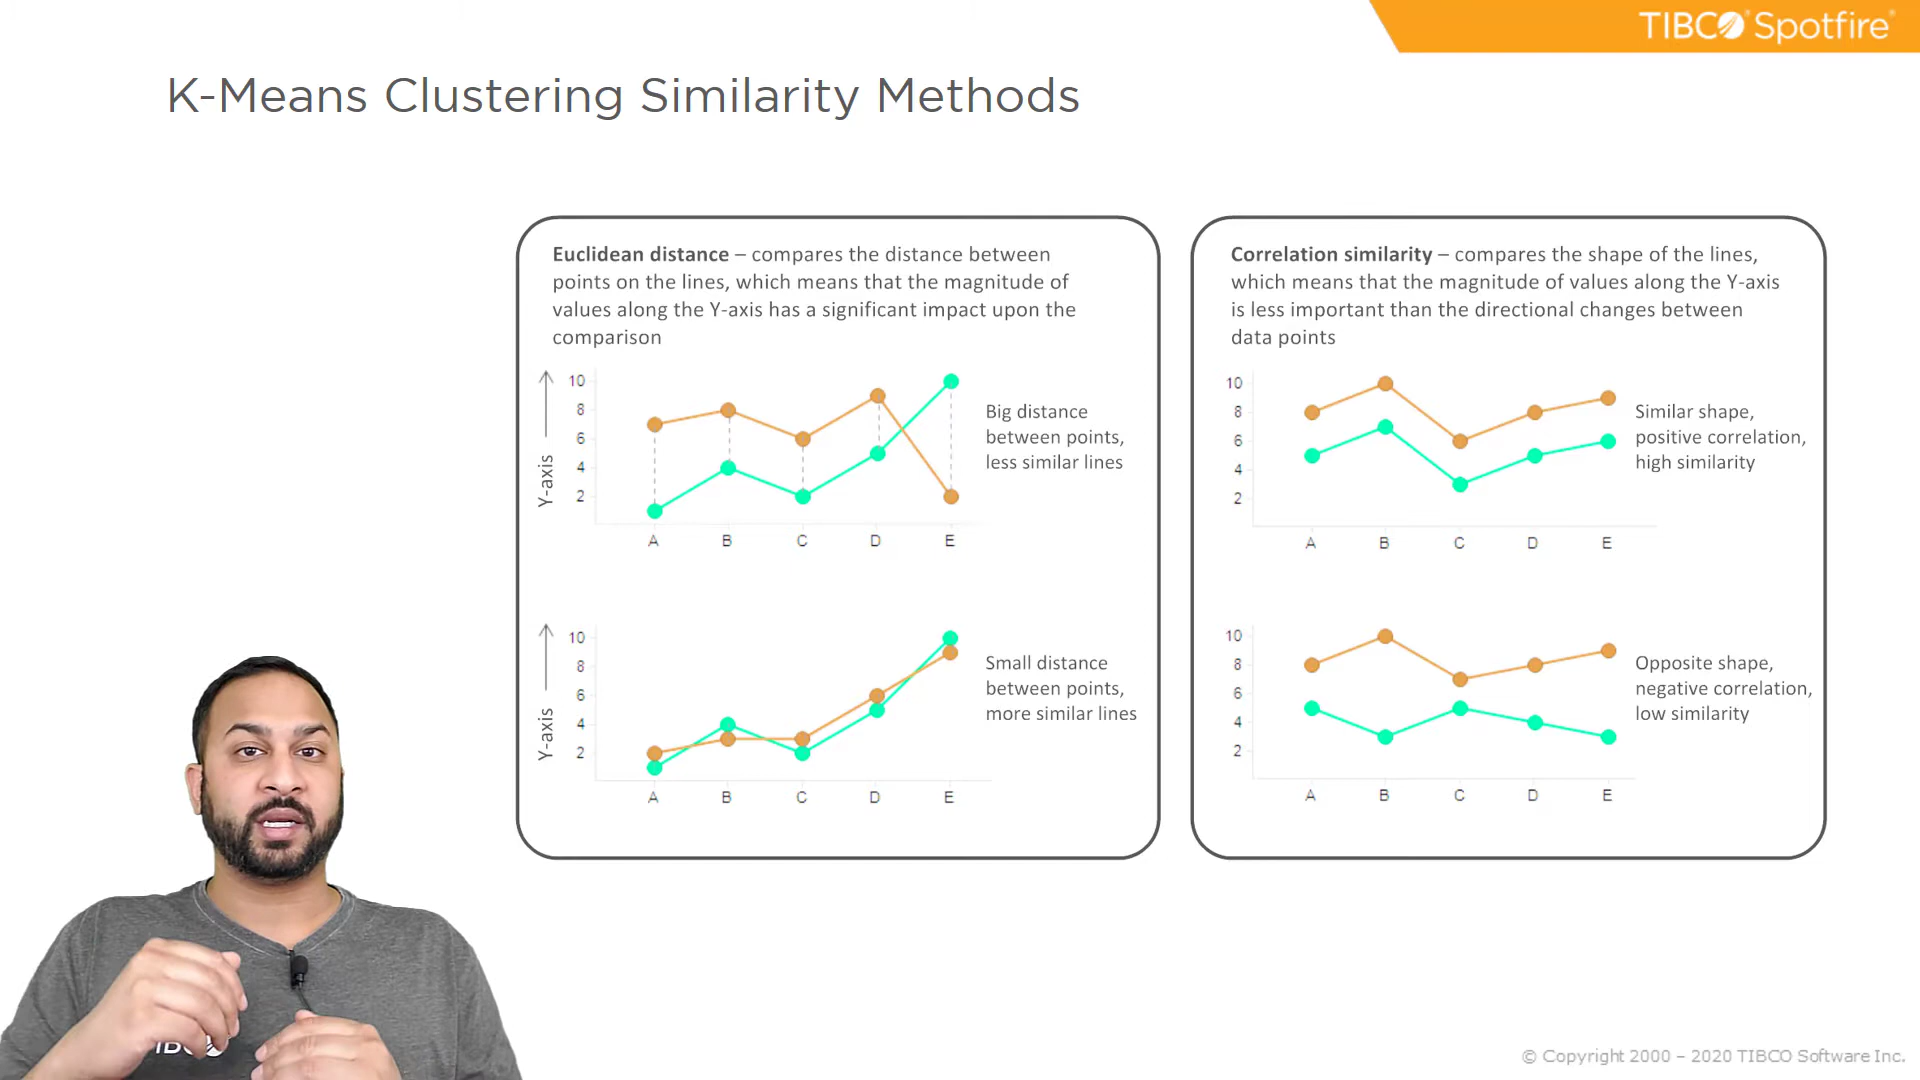 TIBCO Spotfire®
K-Means Clustering Similarity Methods
Euclidean distance – compares the distance between
points on the lines, which means that the magnitude of
values along the Y-axis has a significant impact upon the
comparison
Y-axis
10
8
6
4
2
A B C D E
Big distance
between points,
less similar lines
Y-axis
10
8
6
4
2
A B C D E
Small distance
between points,
more similar lines
Correlation similarity – compares the shape of the lines,
which means that the magnitude of values along the Y-axis
is less important than the directional changes between
data points
10
8
6
4
2
A B C D E
Similar shape,
positive correlation,
high similarity
10
8
6
4
2
A B C D E
Opposite shape,
negative correlation,
low similarity
© Copyright 2000 – 2020 TIBCO Software Inc.